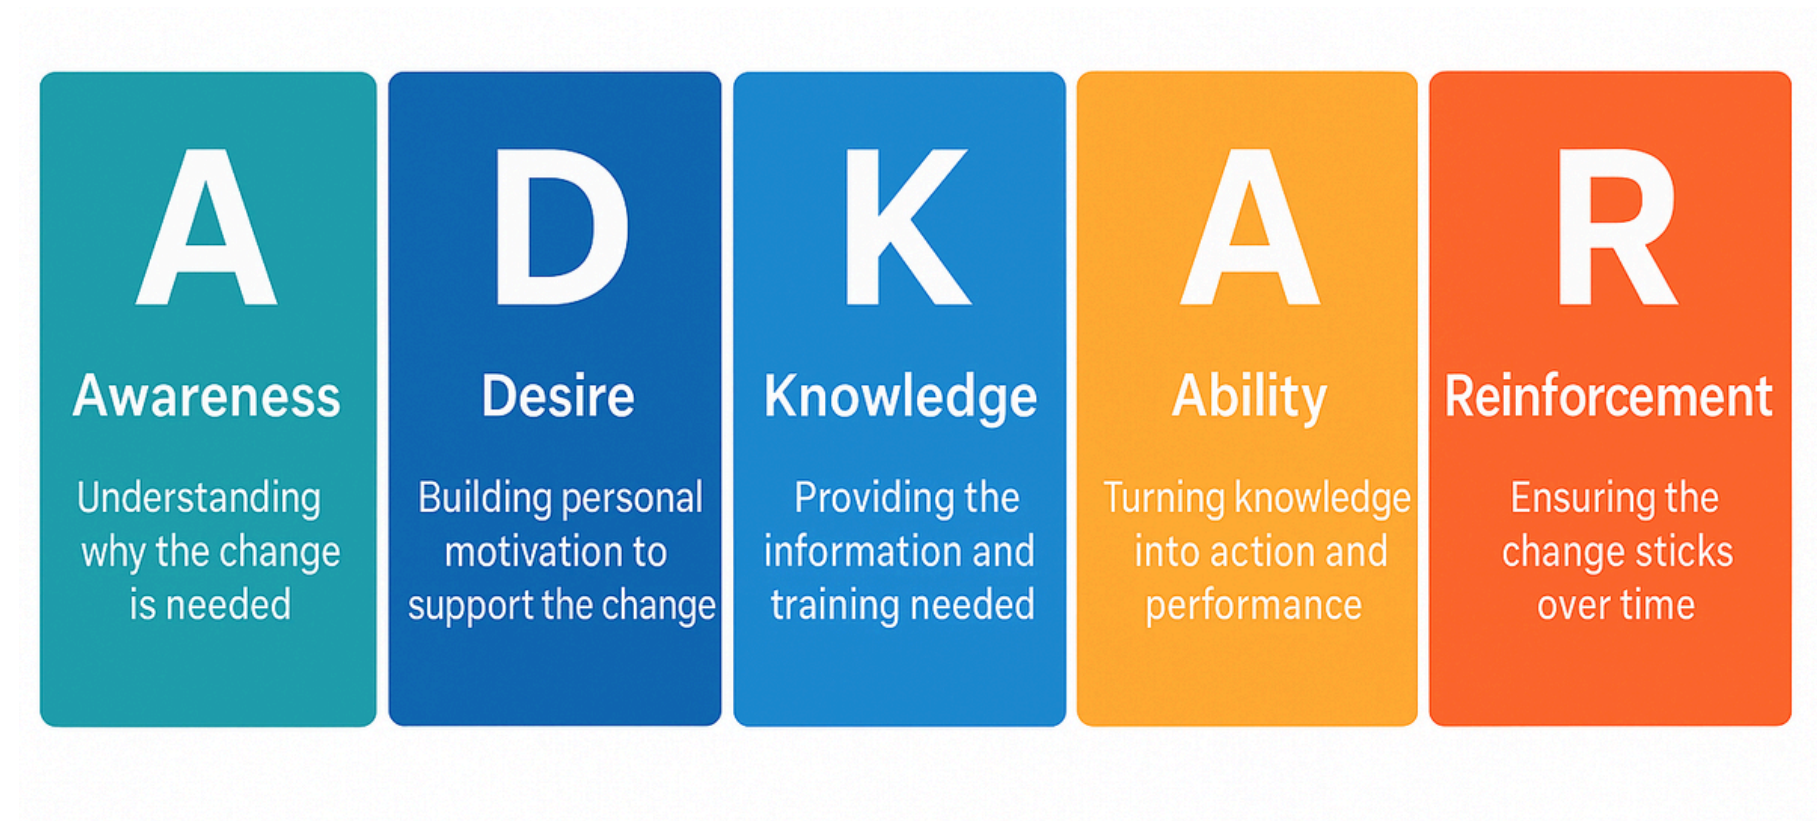 A
Awareness
Understanding
why the change
is needed
D
Desire
Building personal
motivation to
support the change
K
Knowledge
Providing the
information and
training needed
A
Ability
Turning knowledge
into action and
performance
R
Reinforcement
Ensuring the
change sticks
over time